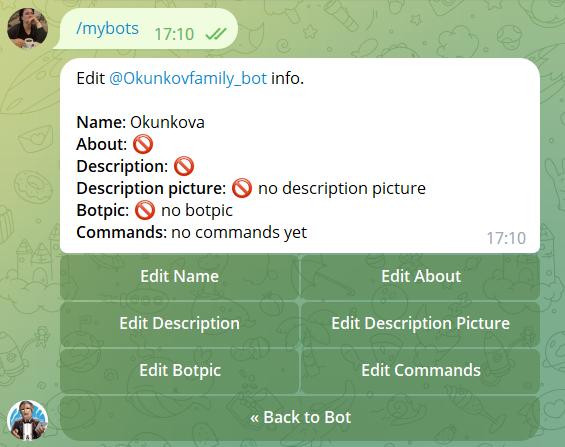 /mybots 17:10
Edit @Okunkovfamily_bot info.
Name: Okunkova
About: 🚫
Description: 🚫
Description picture: 🚫 no description picture
Botpic: 🚫 no botpic
Commands: no commands yet
17:10
Edit Name
Edit About
Edit Description
Edit Description Picture
Edit Botpic
Edit Commands
« Back to Bot